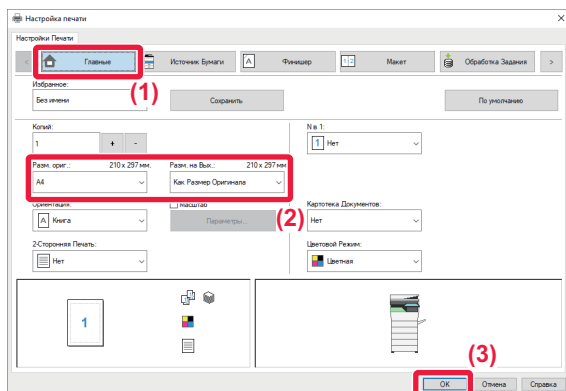 Настройка печати
Настройки Печати
Главные
Источник Бумаги
Финишер
Макет
Обработка Задания
Избранное:
Без имени
(1)
Сохранить
По умолчанию
Копий:
1
+ -
N в 1:
1 Нет
Разм. ориг.: 210 x 297 мм.
A4
Разм. на Вых.: 210 x 297 мм
Как Размер Оригинала
Ориентация:
A Книга
Масштаб
Параметры...
(2)
Картотека Документов:
Нет
2-Сторонняя Печать:
Нет
Цветовой Режим:
Цветная
1
(3)
OK
Отмена
Справка